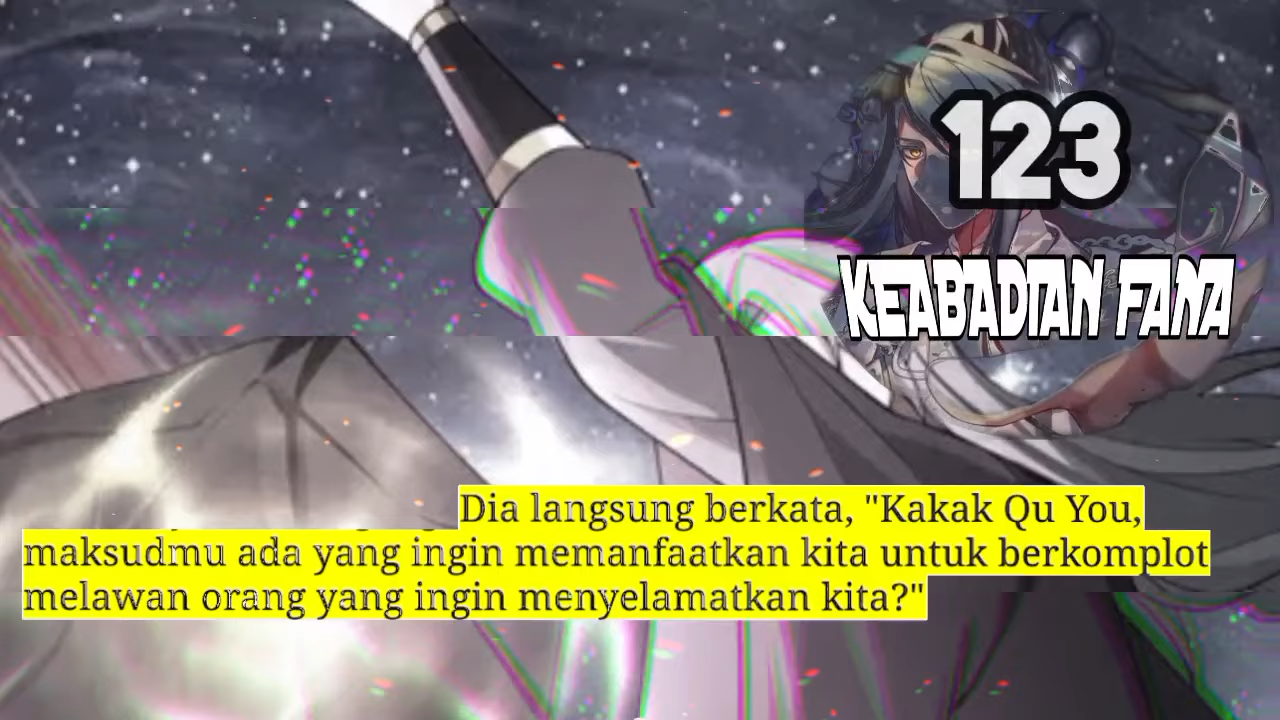 123
KEABADIAN FANA
Dia langsung berkata, "Kakak Qu You,
maksudmu ada yang ingin memanfaatkan kita untuk berkomplot
melawan orang yang ingin menyelamatkan kita?"